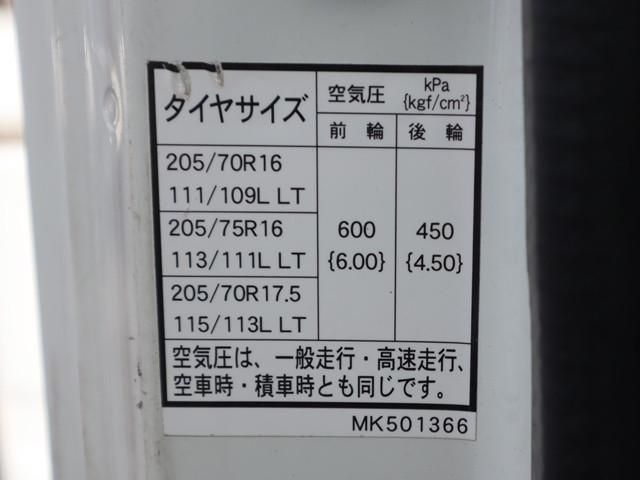 タイヤサイズ
空気圧 kPa
{kgf/cm²}
前輪 後輪
205/70R16
111/109L LT
205/75R16
113/111L LT
205/70R17.5
115/113L LT
600 450
{6.00} {4.50}
空気圧は、一般走行・高速走行、
空車時・積車時とも同じです。
MK501366